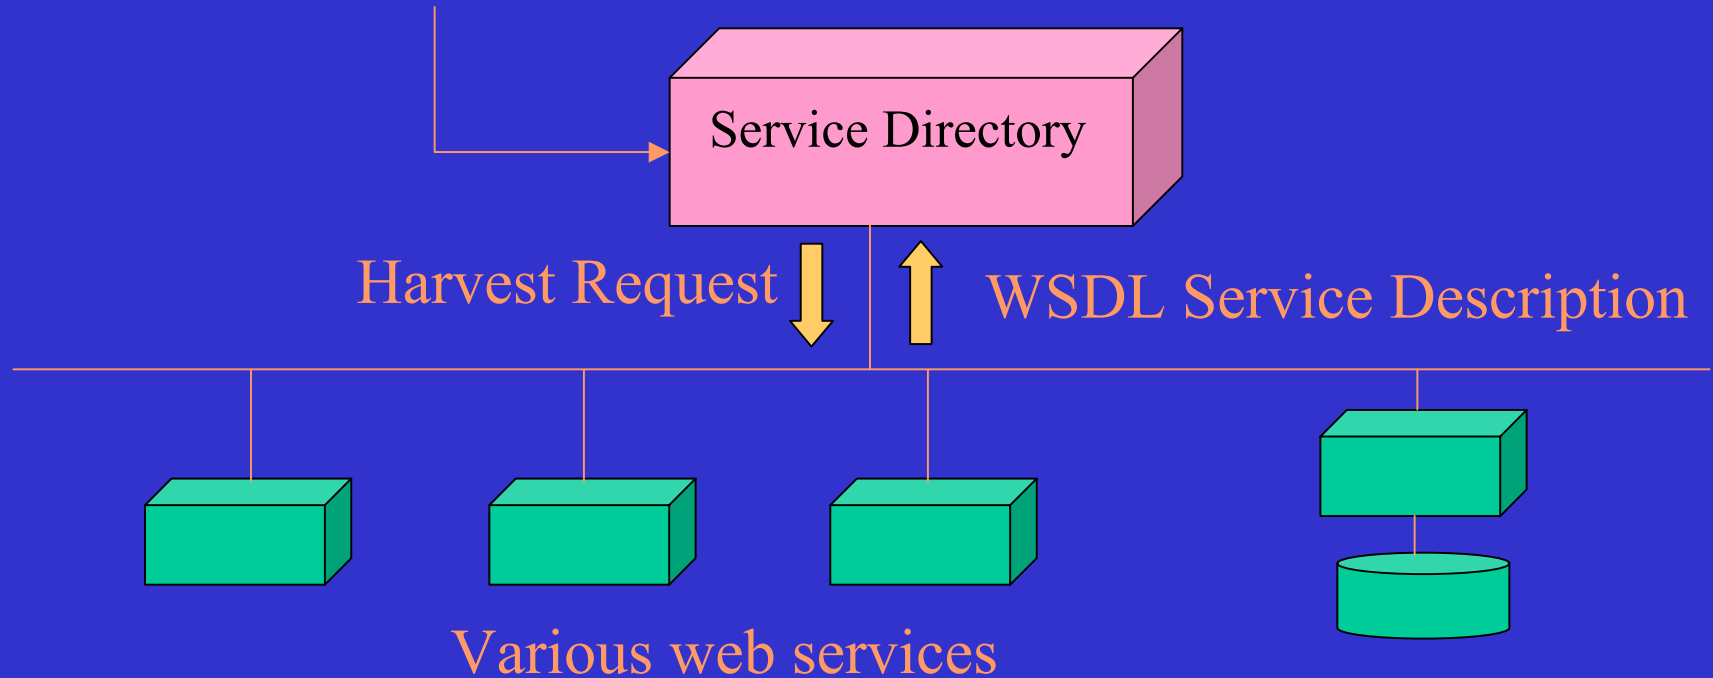 Service Directory
Harvest Request
WSDL Service Description
Various web services